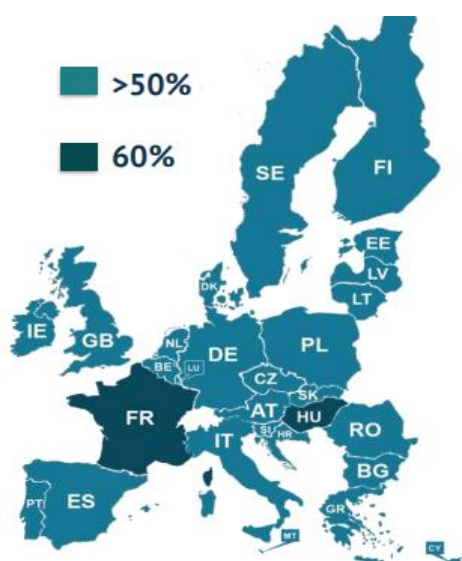 >50%
60%
SE
FI
EE
LV
LT
DK
IE
GB
NL
BE
LU
DE
PL
CZ
SK
FR
AT
HU
SI
HR
IT
RO
BG
PT
ES
GR
MT
CY